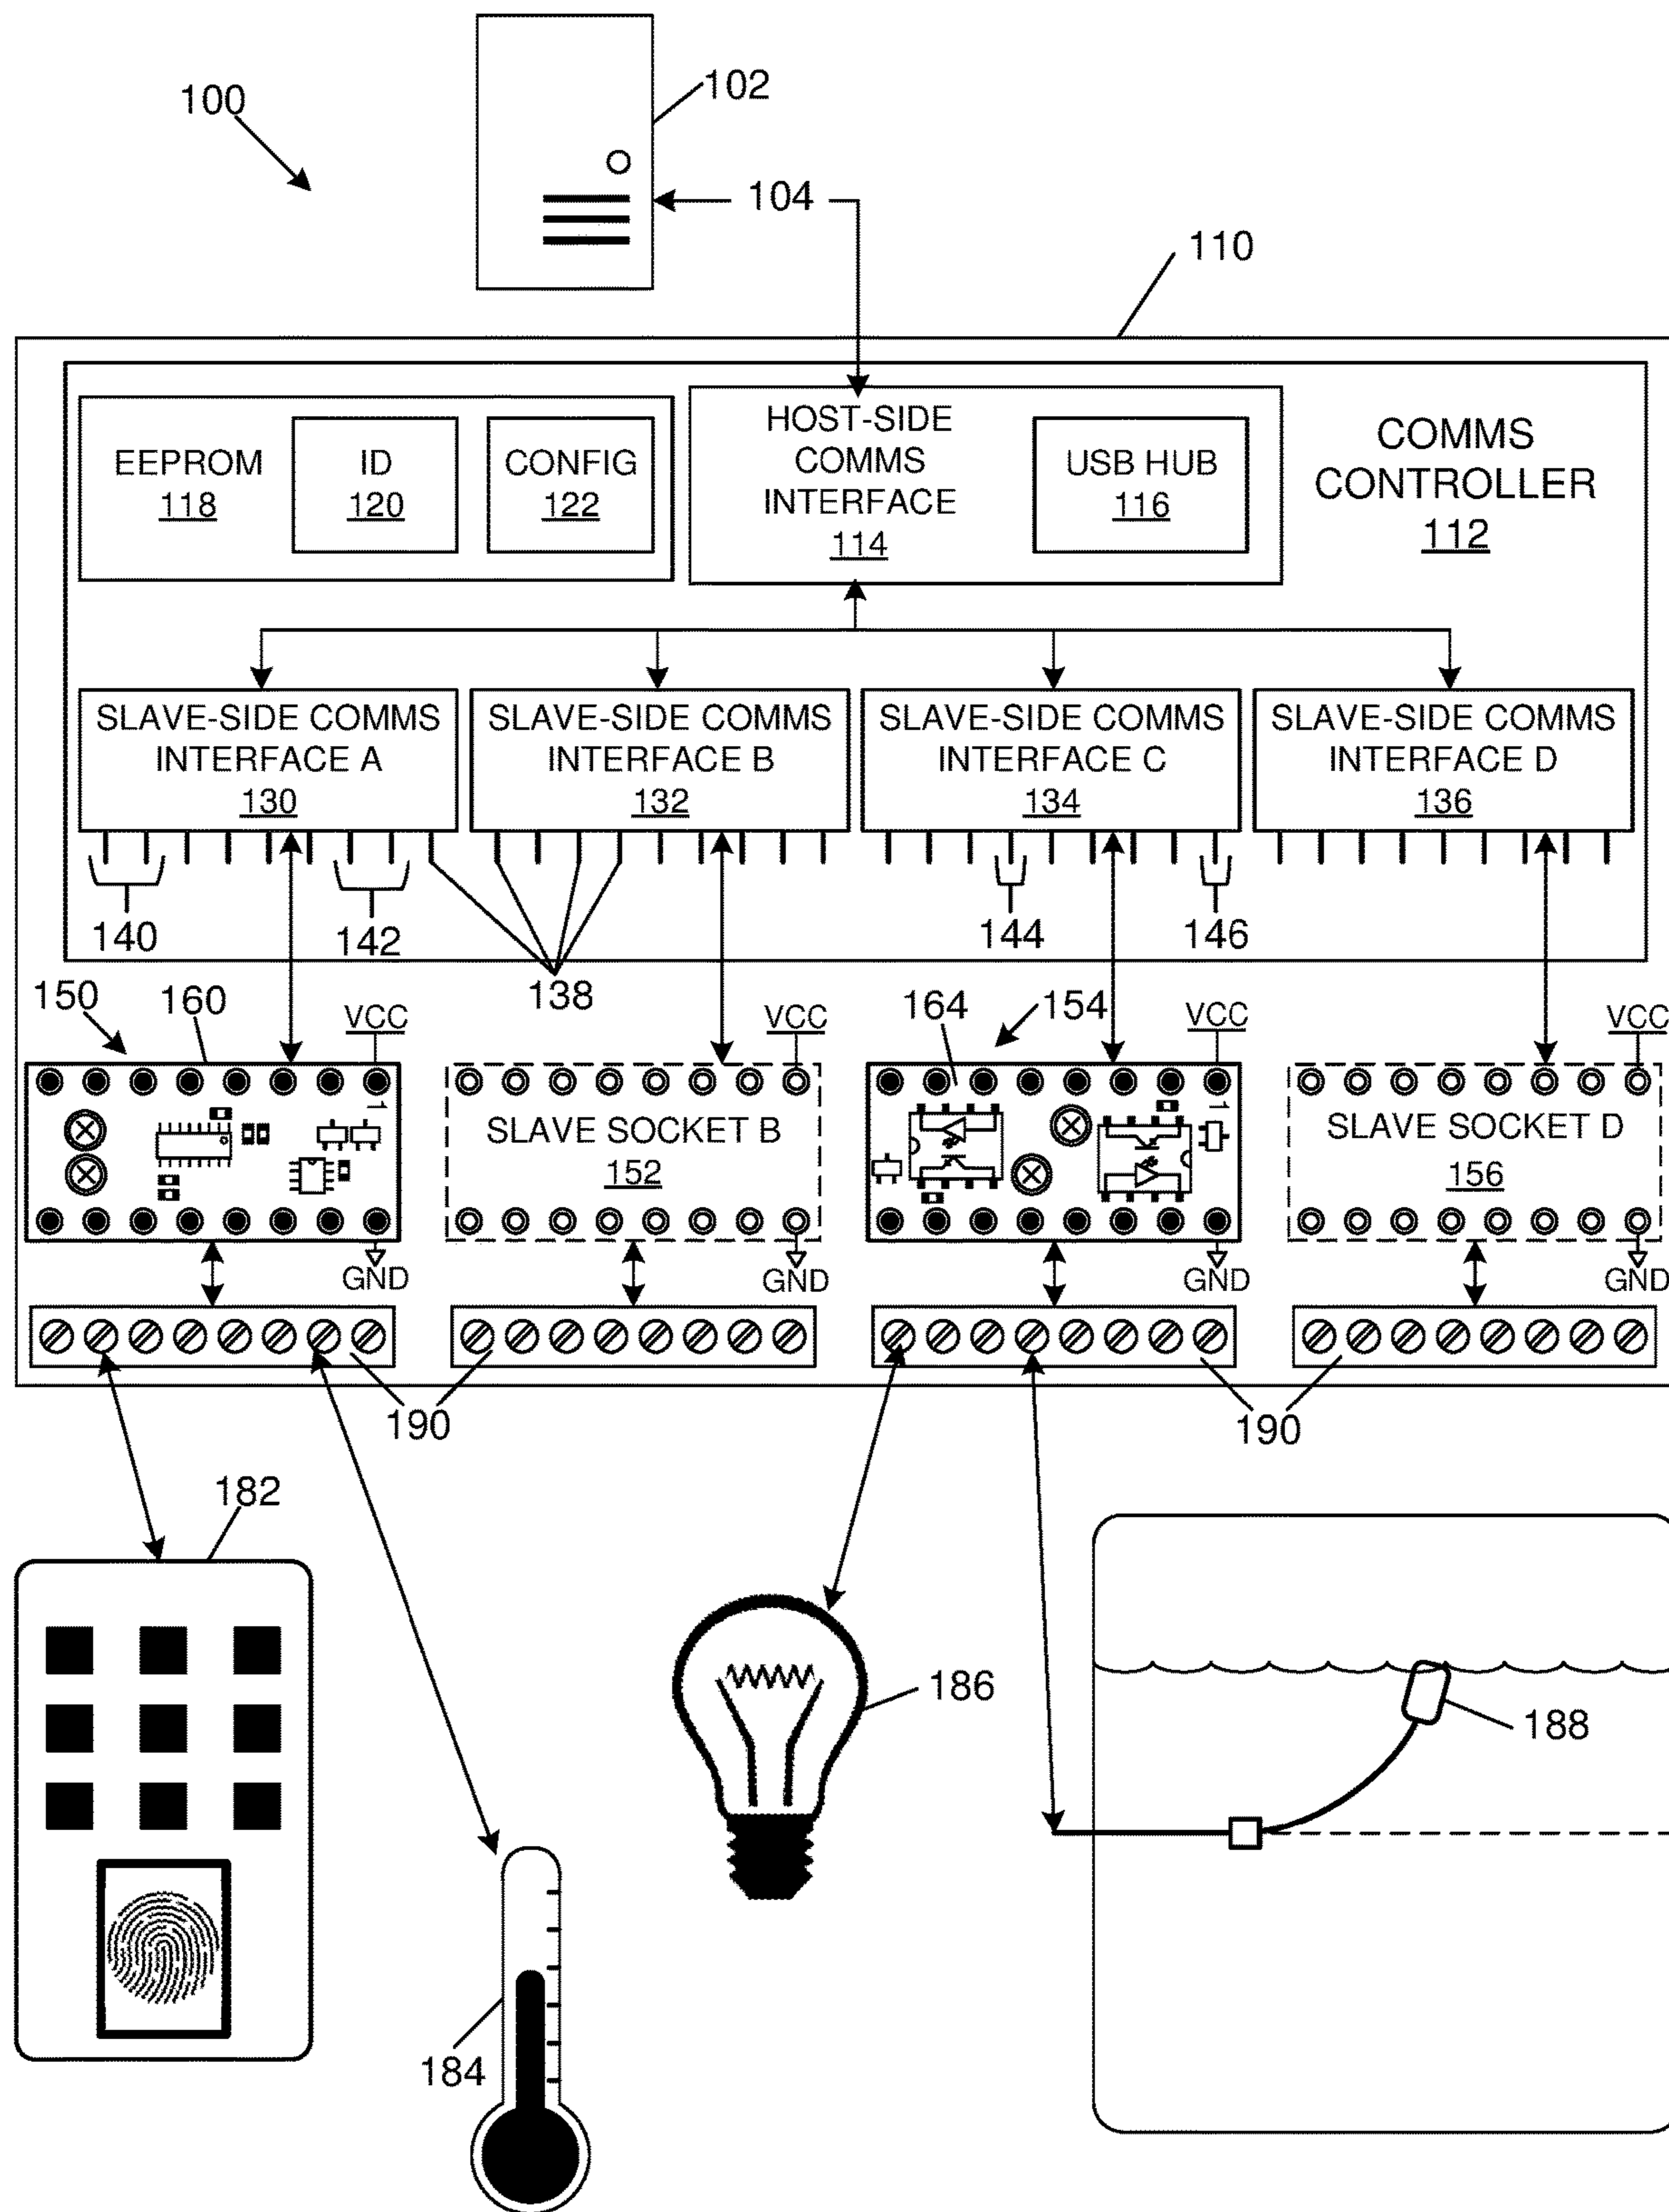 100
102
104
110
HOST-SIDE
COMMS
INTERFACE
114
USB HUB
116
COMMS
CONTROLLER
112
EEPROM
118
ID
120
CONFIG
122
SLAVE-SIDE COMMS
INTERFACE A
130
SLAVE-SIDE COMMS
INTERFACE B
132
SLAVE-SIDE COMMS
INTERFACE C
134
SLAVE-SIDE COMMS
INTERFACE D
136
140
142
138
144
146
150
160
VCC
VCC
164
154
VCC
VCC
1
SLAVE SOCKET B
152
1
SLAVE SOCKET D
156
GND
GND
GND
GND
190
190
182
184
186
188